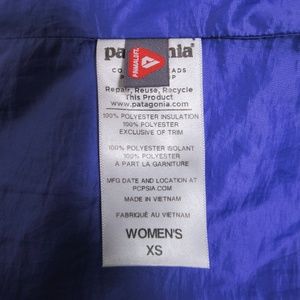 PRIMALOFT
Repair, Reuse, Recycle
This Product
www.patagonia.com
100% POLYESTER INSULATION
100% POLYESTER
EXCLUSIVE OF TRIM
100% POLYESTER ISOLANT
100% POLYESTER
À PART LA GARNITURE
MFG DATE AND LOCATION AT
PCPSIA.COM
MADE IN VIETNAM
FABRIQUÉ AU VIETNAM
WOMEN'S
XS